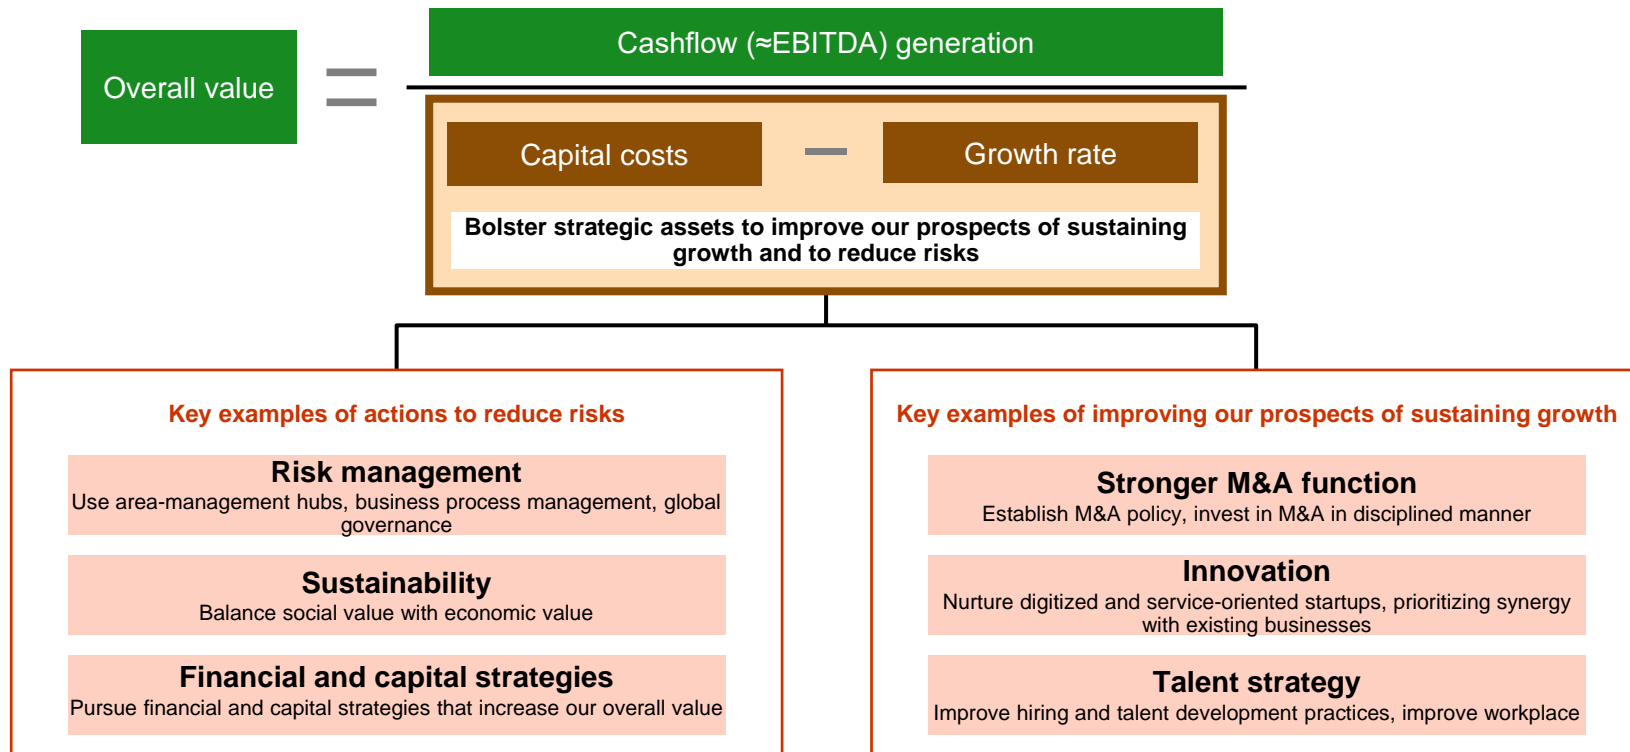 Cashflow (≈EBITDA) generation
Overall value
=
Capital costs
—
Growth rate
Bolster strategic assets to improve our prospects of sustaining
growth and to reduce risks
Key examples of actions to reduce risks
Risk management
Use area-management hubs, business process management, global
governance
Sustainability
Balance social value with economic value
Financial and capital strategies
Pursue financial and capital strategies that increase our overall value
Key examples of improving our prospects of sustaining growth
Stronger M&A function
Establish M&A policy, invest in M&A in disciplined manner
Innovation
Nurture digitized and service-oriented startups, prioritizing synergy
with existing businesses
Talent strategy
Improve hiring and talent development practices, improve workplace